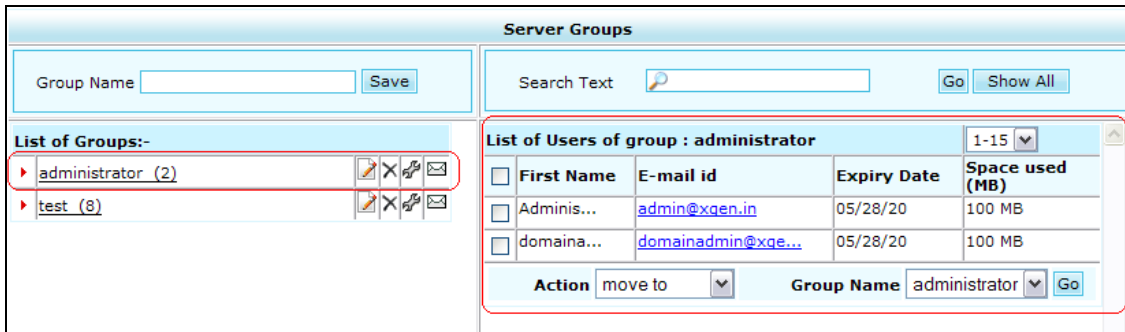 Server Groups
Group Name Save
Search Text Go Show All
List of Groups:-
administrator (2)
test (8)
List of Users of group : administrator 1-15
First Name E-mail id Expiry Date Space used (MB)
Adminis... admin@xgen.in 05/28/20 100 MB
domaina... domainadmin@xge... 05/28/20 100 MB
Action move to Group Name administrator Go